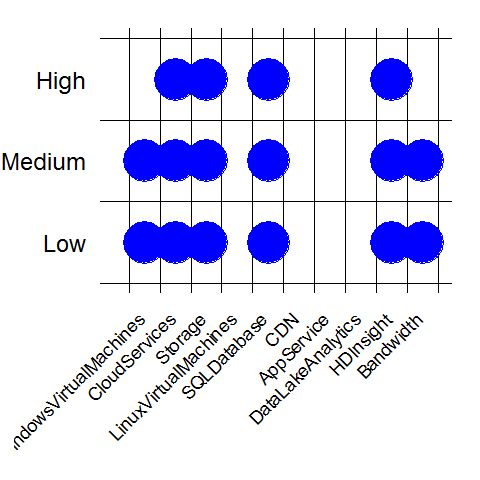 High
Medium
Low
ndowsVirtualMachines
CloudServices
Storage
LinuxVirtualMachines
SQLDatabase
CDN
AppService
DataLakeAnalytics
HDInsight
Bandwidth